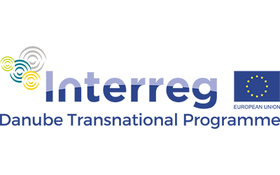 Interreg
EUROPEAN UNION
Danube Transnational Programme